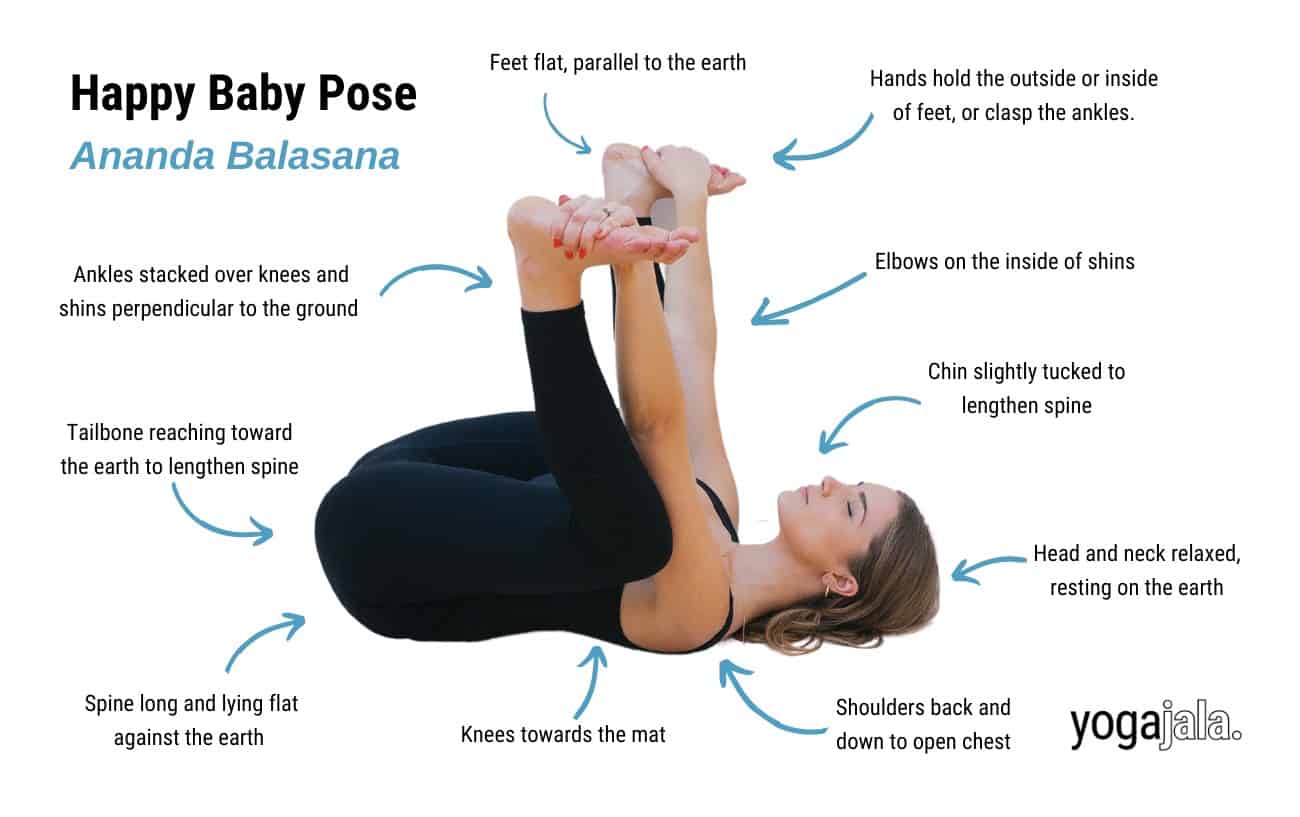 Happy Baby Pose
Ananda Balasana
Feet flat, parallel to the earth
Hands hold the outside or inside
of feet, or clasp the ankles.
Ankles stacked over knees and
shins perpendicular to the ground
Elbows on the inside of shins
Chin slightly tucked to
lengthen spine
Tailbone reaching toward
the earth to lengthen spine
Head and neck relaxed,
resting on the earth
Spine long and lying flat
against the earth
Knees towards the mat
Shoulders back and
down to open chest
yogajala.